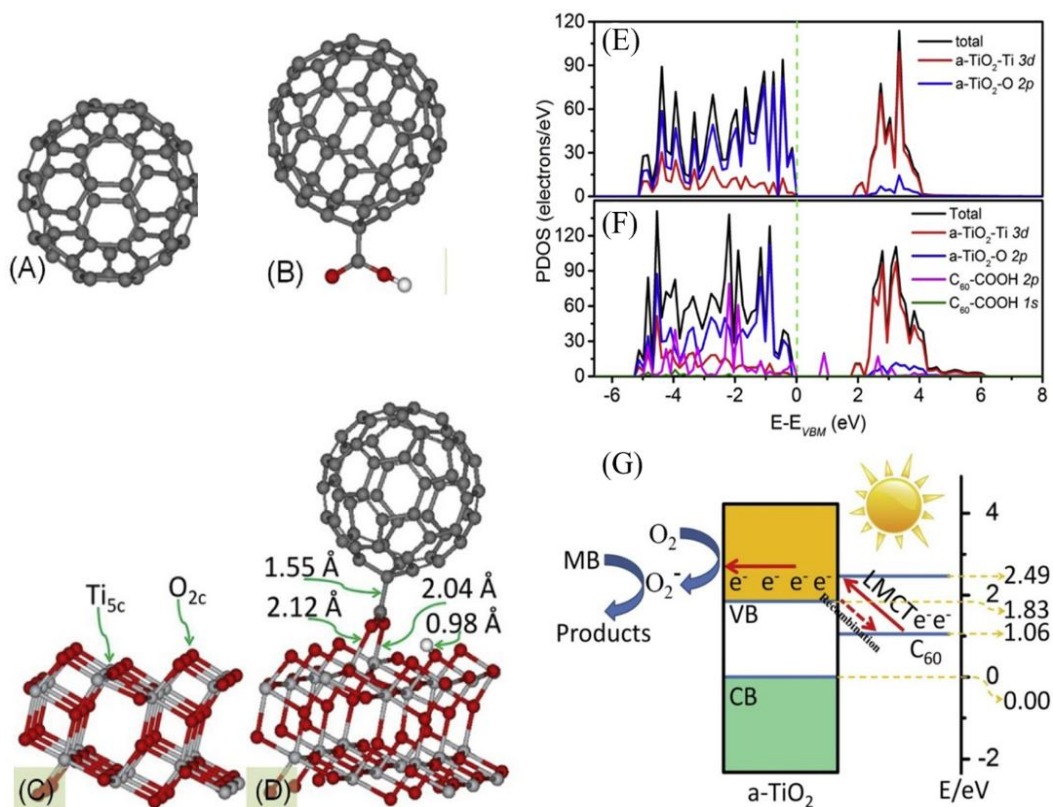 (A)
(B)
Ti5c
O2c
(C)
1.55 Å
2.12 Å
2.04 Å
0.98 Å
(D)
(E)
total
a-TiO2-Ti 3d
a-TiO2-O 2p
120
90
60
30
0
(F)
Total
a-TiO2-Ti 3d
a-TiO2-O 2p
C60-COOH 2p
C60-COOH 1s
120
90
60
30
0
PDOS (electrons/eV)
-6 -4 -2 0 2 4 6 8
E-EVBM (eV)
(G)
MB
O2
O2-
Products
e- e- e- e-
VB
CB
a-TiO2
LMCT
Recombination
e-e-
C60
4
2
0
-2
2.49
1.83
1.06
0.00
E/eV